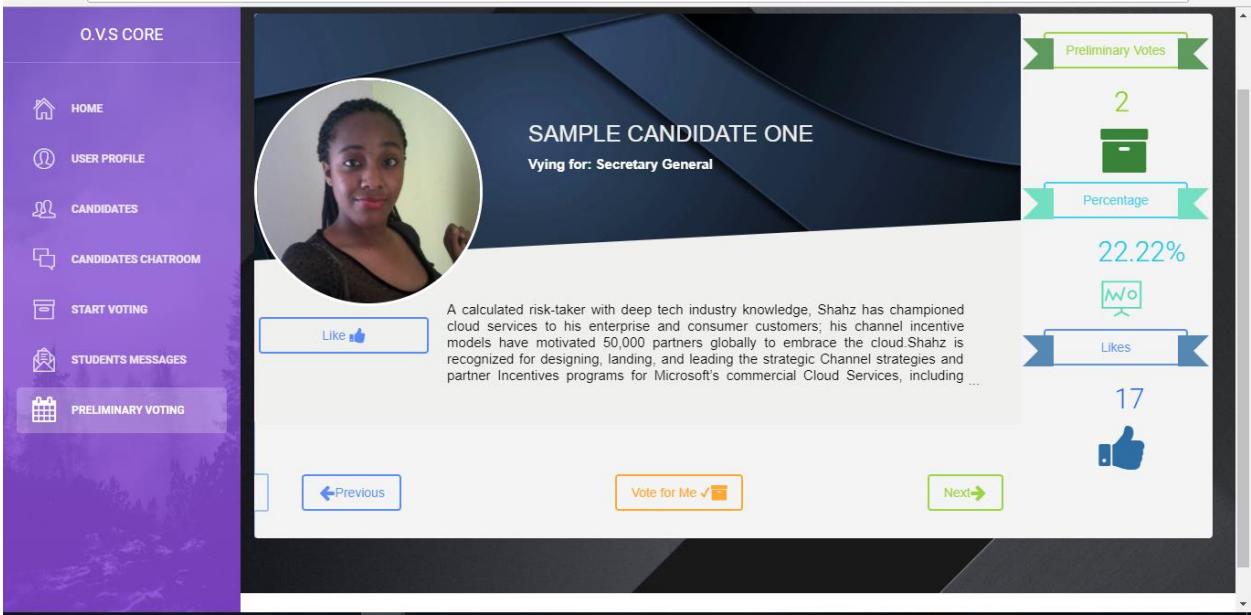 O.V.S CORE
HOME
USER PROFILE
CANDIDATES
CANDIDATES CHATROOM
START VOTING
STUDENTS MESSAGES
PRELIMINARY VOTING
SAMPLE CANDIDATE ONE
Vying for: Secretary General
Like
A calculated risk-taker with deep tech industry knowledge, Shahz has championed
cloud services to his enterprise and consumer customers; his channel incentive
models have motivated 50,000 partners globally to embrace the cloud.Shahz is
recognized for designing, landing, and leading the strategic Channel strategies and
partner Incentives programs for Microsoft's commercial Cloud Services, including ...
Previous
Vote for Me ✓
Next
Preliminary Votes
2
Percentage
22.22%
Likes
17